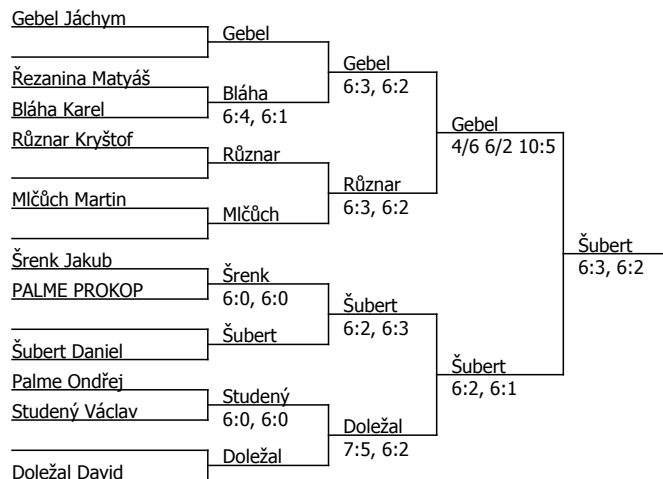 Gebel Jáchym
Řezanina Matyáš
Bláha Karel
Různar Kryštof
Mlčůch Martin
Šrenk Jakub
PALME PROKOP
Šubert Daniel
Palme Ondřej
Studený Václav
Doležal David
Gebel
Bláha
6:4, 6:1
Různar
Mlčůch
Šrenk
6:0, 6:0
Šubert
Studený
6:0, 6:0
Doležal
Gebel
6:3, 6:2
Různar
6:3, 6:2
Šubert
6:2, 6:3
Doležal
7:5, 6:2
Gebel
4/6 6/2 10:5
Šubert
6:2, 6:1
Šubert
6:3, 6:2